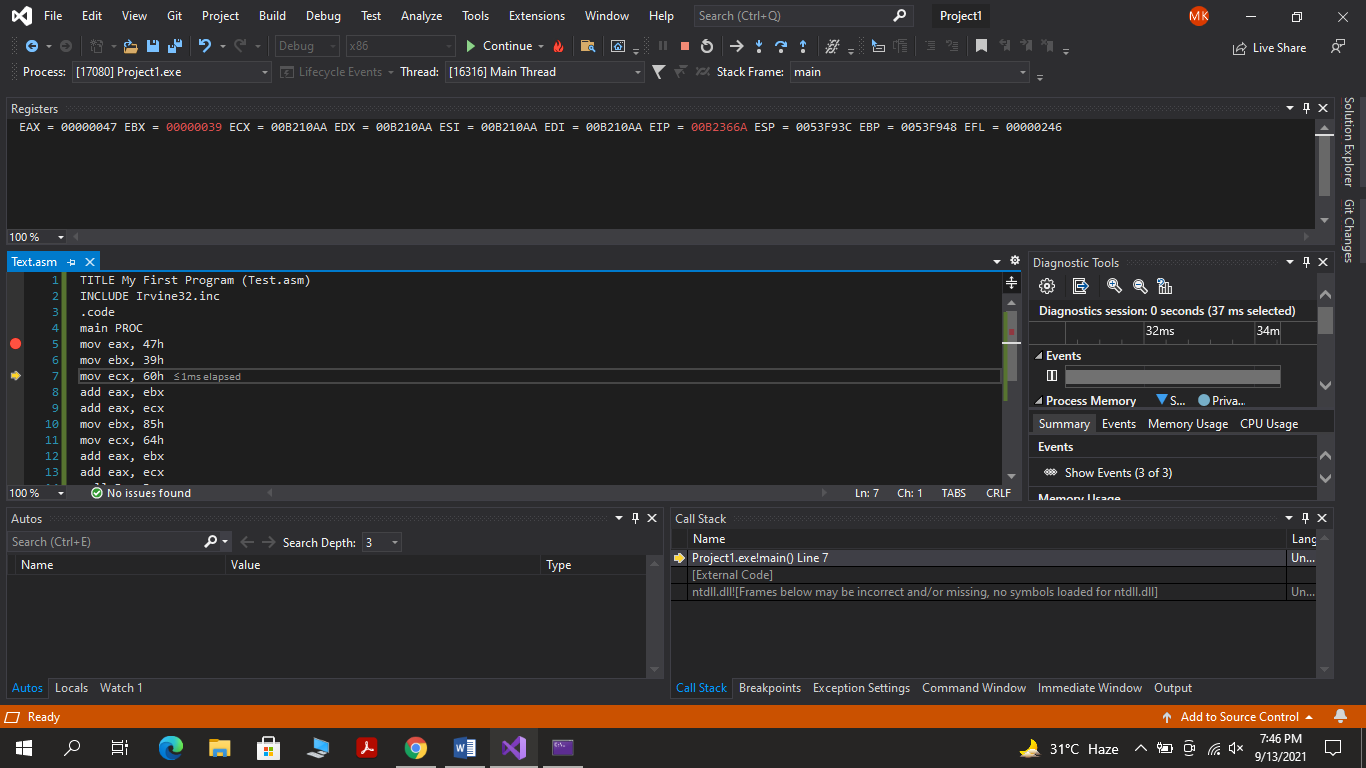 File Edit View Git Project Build Debug Test Analyze Tools Extensions Window Help Search (Ctrl+Q) Project1 MK
Debug x86 Continue Live Share
Process: [17080] Project1.exe Lifecycle Events Thread: [16316] Main Thread Stack Frame: main
Registers
EAX = 00000047 EBX = 00000039 ECX = 00B210AA EDX = 00B210AA ESI = 00B210AA EDI = 00B210AA EIP = 00B2366A ESP = 0053F93C EBP = 0053F948 EFL = 00000246
100 %
Solution Explorer
Git Changes
Text.asm
1 TITLE My First Program (Test.asm)
2 INCLUDE Irvine32.inc
3 .code
4 main PROC
5 mov eax, 47h
6 mov ebx, 39h
7 mov ecx, 60h ≤1ms elapsed
8 add eax, ebx
9 add eax, ecx
10 mov ebx, 85h
11 mov ecx, 64h
12 add eax, ebx
13 add eax, ecx
100 % No issues found Ln: 7 Ch: 1 TABS CRLF
Diagnostic Tools
Diagnostics session: 0 seconds (37 ms selected)
32ms 34m
Events
Process Memory S... Priva...
Summary Events Memory Usage CPU Usage
Events
Show Events (3 of 3)
Memory Usage
Autos
Search (Ctrl+E) Search Depth: 3
Name Value Type
Autos Locals Watch 1
Call Stack
Name Lang
Project1.exe!main() Line 7 Un...
[External Code]
ntdll.dll![Frames below may be incorrect and/or missing, no symbols loaded for ntdll.dll] Un...
Call Stack Breakpoints Exception Settings Command Window Immediate Window Output
Ready Add to Source Control
31°C Haze 7:46 PM
9/13/2021